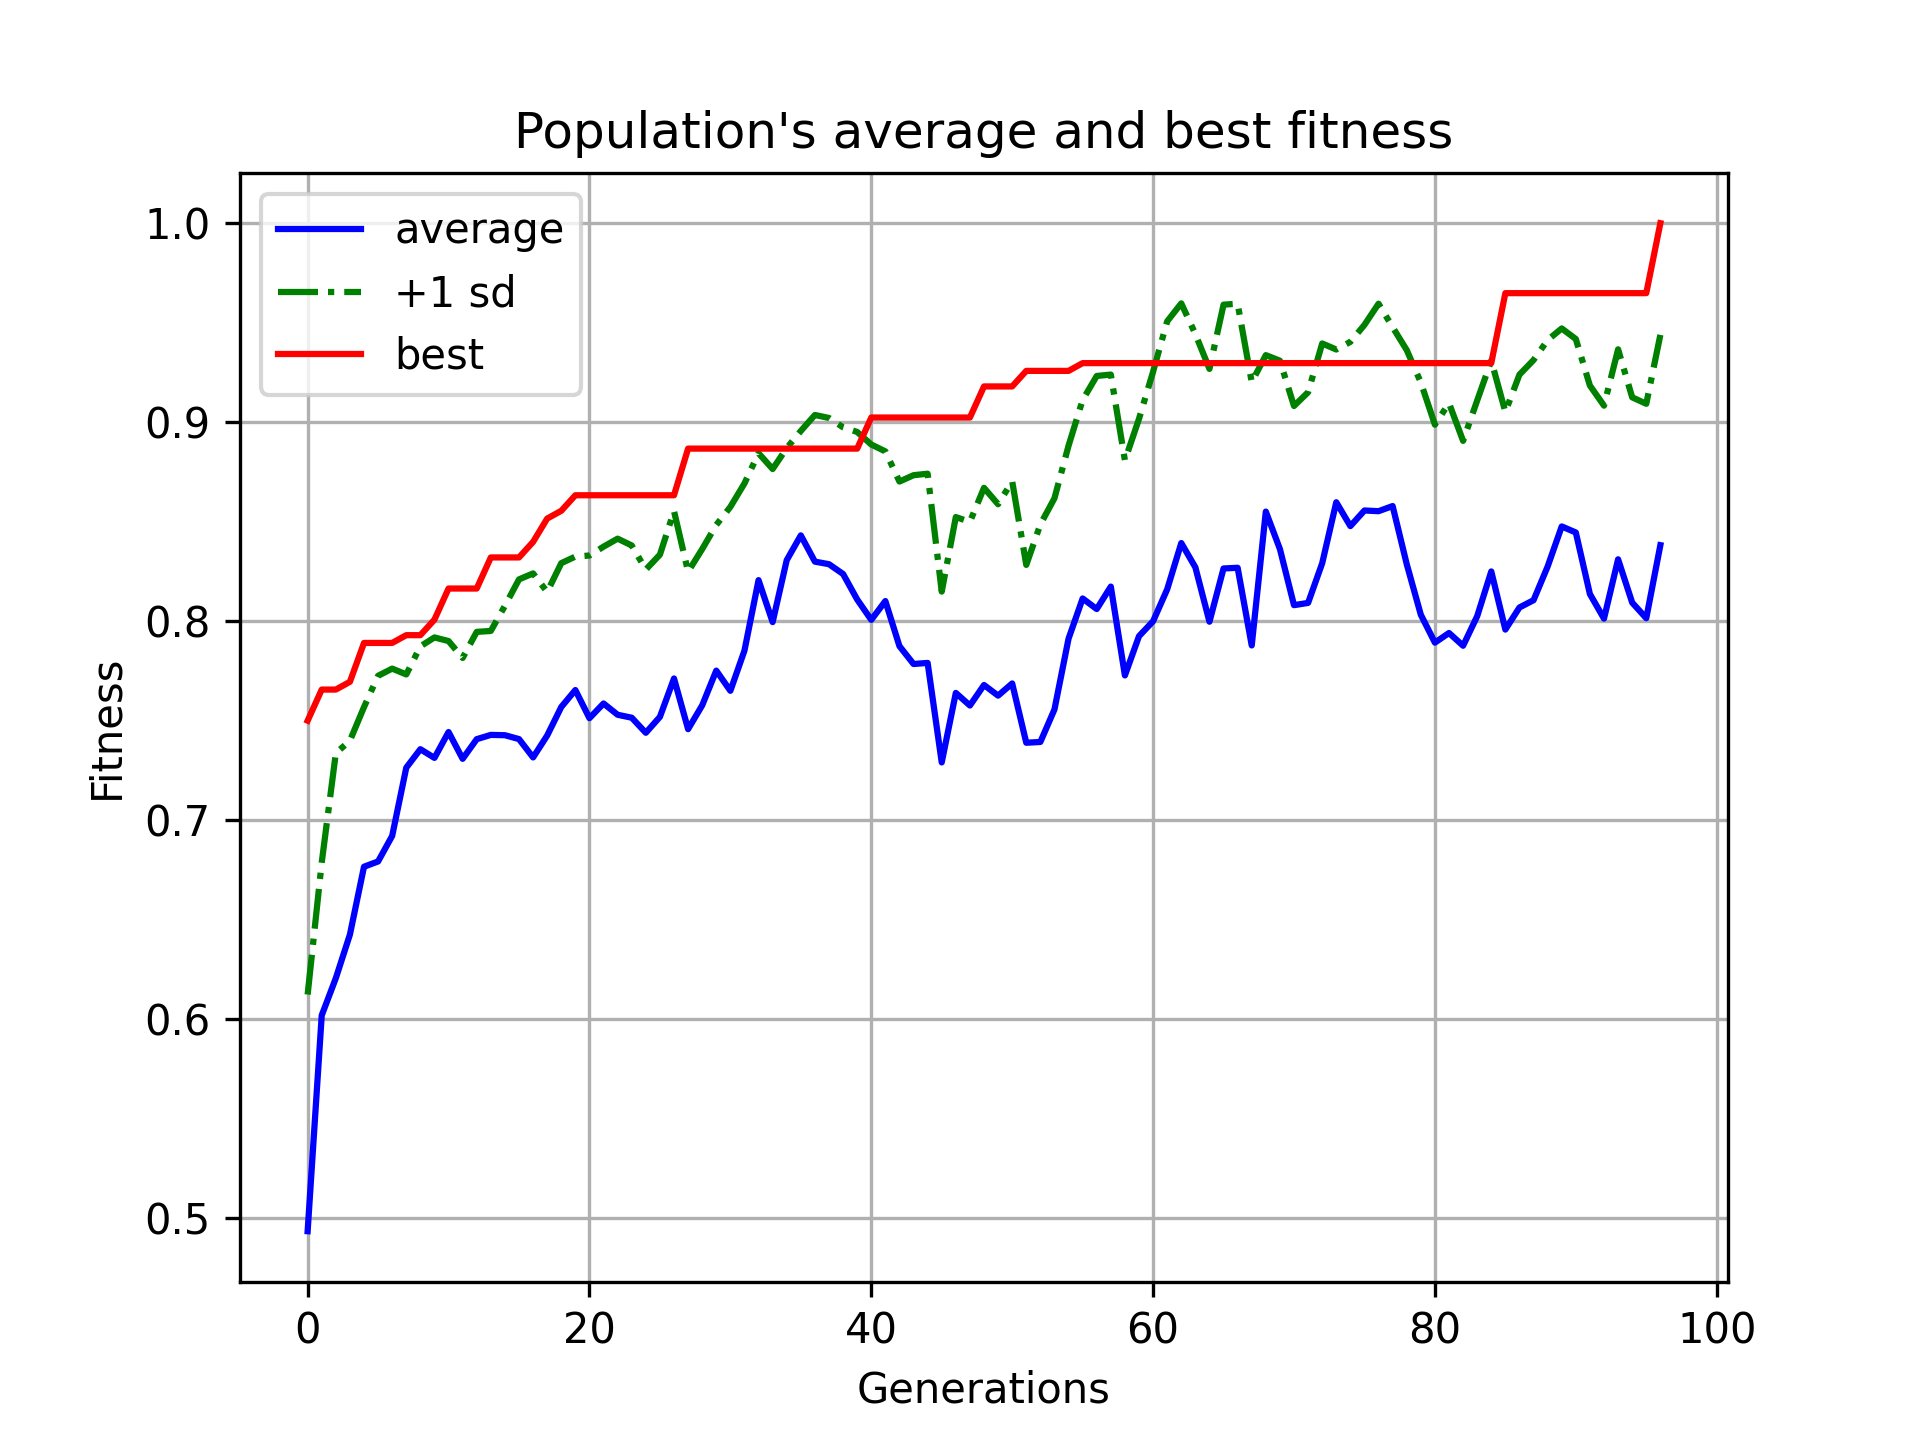 Population's average and best fitness
average
+1 sd
best
1.0
0.9
0.8
0.7
0.6
0.5
Fitness
0 20 40 60 80 100
Generations